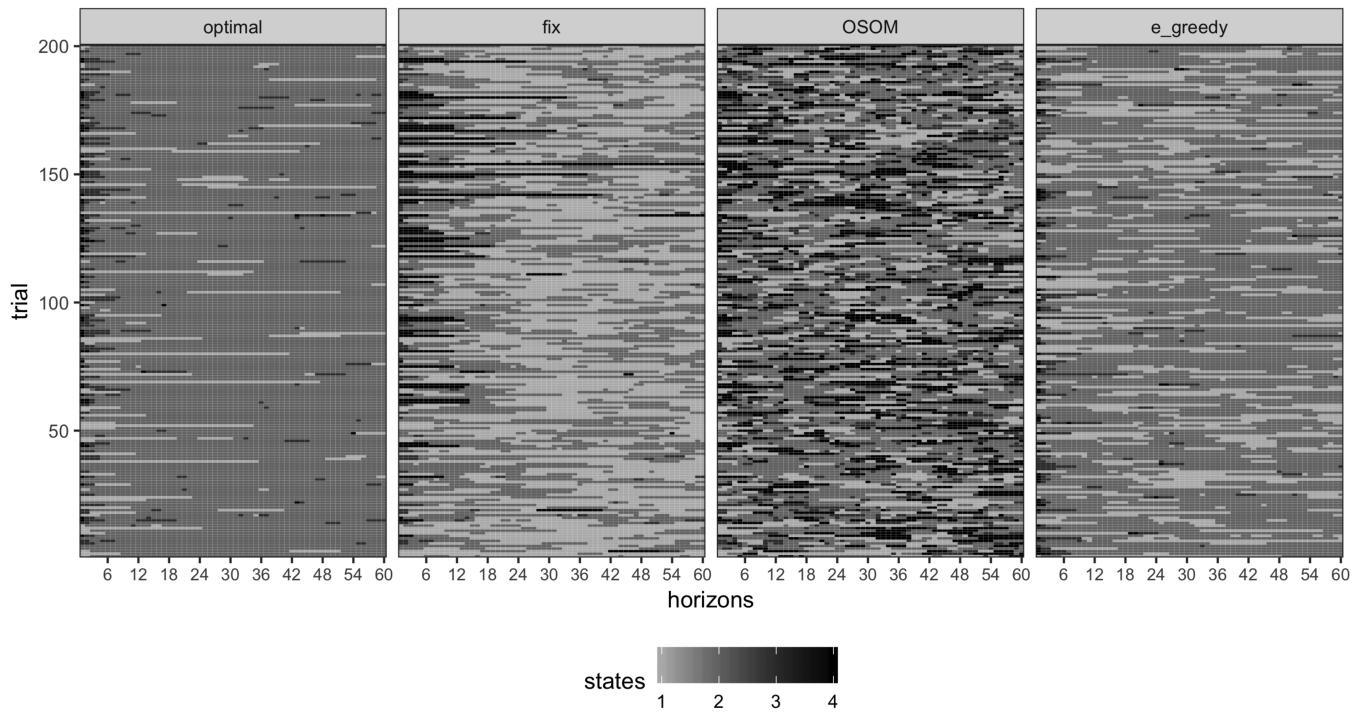 optimal fix OSOM e_greedy
200
150
100
50
trial
6 12 18 24 30 36 42 48 54 60 6 12 18 24 30 36 42 48 54 60 6 12 18 24 30 36 42 48 54 60 6 12 18 24 30 36 42 48 54 60
horizons
states
1 2 3 4